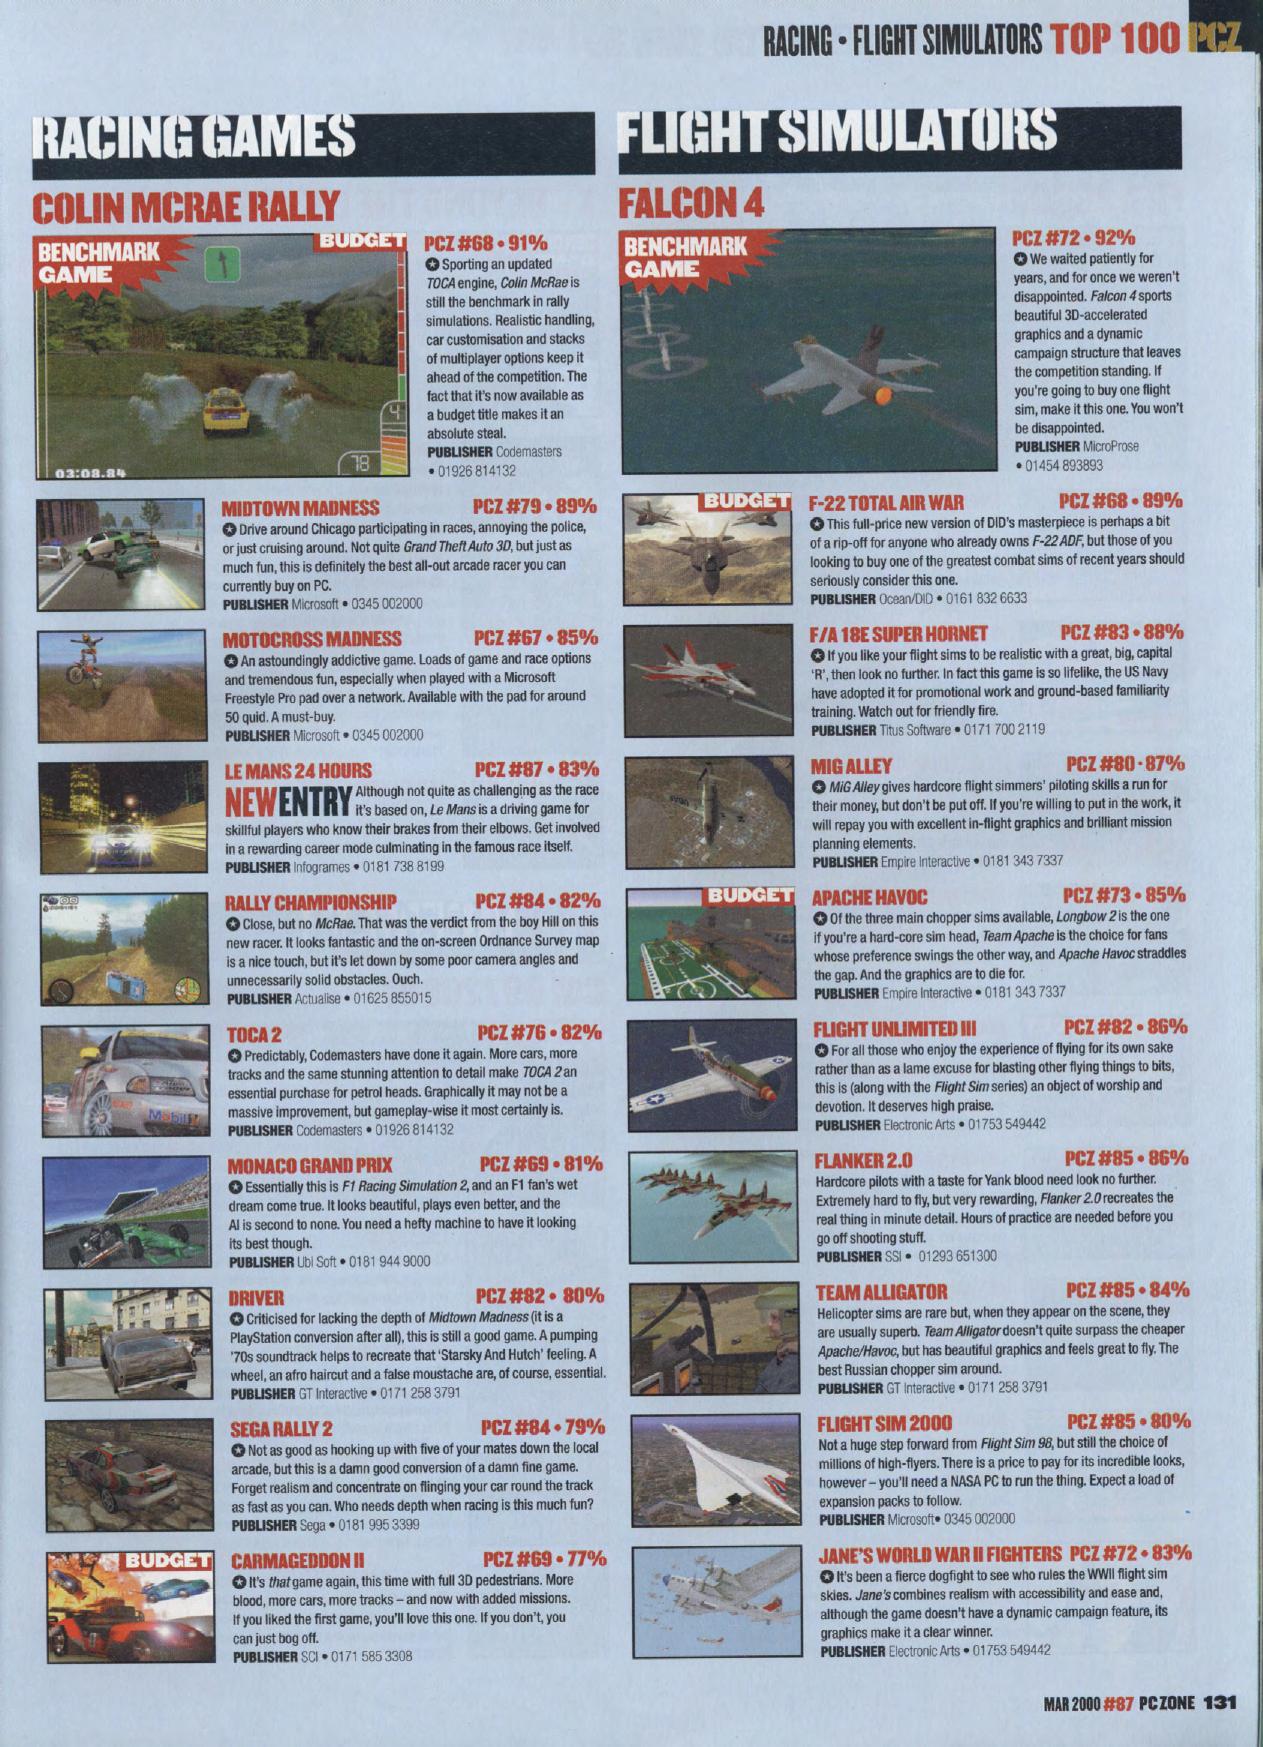 RACING • FLIGHT SIMULATORS TOP 100 PCZ
RACING GAMES
COLIN MCRAE RALLY
BENCHMARK
GAME
BUDGET
4
78
03:08.84
PCZ #68 • 91%
Sporting an updated
TOCA engine, Colin McRae is
still the benchmark in rally
simulations. Realistic handling,
car customisation and stacks
of multiplayer options keep it
ahead of the competition. The
fact that it's now available as
a budget title makes it an
absolute steal.
PUBLISHER Codemasters
• 01926 814132
MIDTOWN MADNESS PCZ #79 • 89%
Drive around Chicago participating in races, annoying the police,
or just cruising around. Not quite Grand Theft Auto 3D, but just as
much fun, this is definitely the best all-out arcade racer you can
currently buy on PC.
PUBLISHER Microsoft • 0345 002000
MOTOCROSS MADNESS PCZ #67 • 85%
An astoundingly addictive game. Loads of game and race options
and tremendous fun, especially when played with a Microsoft
Freestyle Pro pad over a network. Available with the pad for around
50 quid. A must-buy.
PUBLISHER Microsoft • 0345 002000
LE MANS 24 HOURS PCZ #87 • 83%
NEW ENTRY Although not quite as challenging as the race
it's based on, Le Mans is a driving game for
skillful players who know their brakes from their elbows. Get involved
in a rewarding career mode culminating in the famous race itself.
PUBLISHER Infogrames • 0181 738 8199
RALLY CHAMPIONSHIP PCZ #84 • 82%
Close, but no McRae. That was the verdict from the boy Hill on this
new racer. It looks fantastic and the on-screen Ordnance Survey map
is a nice touch, but it's let down by some poor camera angles and
unnecessarily solid obstacles. Ouch.
PUBLISHER Actualise • 01625 855015
TOCA 2 PCZ #76 • 82%
Predictably, Codemasters have done it again. More cars, more
tracks and the same stunning attention to detail make TOCA 2 an
essential purchase for petrol heads. Graphically it may not be a
massive improvement, but gameplay-wise it most certainly is.
PUBLISHER Codemasters • 01926 814132
Mobil
MONACO GRAND PRIX PCZ #69 • 81%
Essentially this is F1 Racing Simulation 2, and an F1 fan's wet
dream come true. It looks beautiful, plays even better, and the
AI is second to none. You need a hefty machine to have it looking
its best though.
PUBLISHER Ubi Soft • 0181 944 9000
DRIVER PCZ #82 • 80%
Criticised for lacking the depth of Midtown Madness (it is a
PlayStation conversion after all), this is still a good game. A pumping
'70s soundtrack helps to recreate that 'Starsky And Hutch' feeling. A
wheel, an afro haircut and a false moustache are, of course, essential.
PUBLISHER GT Interactive • 0171 258 3791
SEGA RALLY 2 PCZ #84 • 79%
Not as good as hooking up with five of your mates down the local
arcade, but this is a damn good conversion of a damn fine game.
Forget realism and concentrate on flinging your car round the track
as fast as you can. Who needs depth when racing is this much fun?
PUBLISHER Sega • 0181 995 3399
BUDGET
CARMAGEDDON II PCZ #69 • 77%
It's that game again, this time with full 3D pedestrians. More
blood, more cars, more tracks – and now with added missions.
If you liked the first game, you'll love this one. If you don't, you
can just bog off.
PUBLISHER SCI • 0171 585 3308
FLIGHT SIMULATORS
FALCON 4
BENCHMARK
GAME
PCZ #72 • 92%
We waited patiently for
years, and for once we weren't
disappointed. Falcon 4 sports
beautiful 3D-accelerated
graphics and a dynamic
campaign structure that leaves
the competition standing. If
you're going to buy one flight
sim, make it this one. You won't
be disappointed.
PUBLISHER MicroProse
• 01454 893893
BUDGET
F-22 TOTAL AIR WAR PCZ #68 • 89%
This full-price new version of DID's masterpiece is perhaps a bit
of a rip-off for anyone who already owns F-22 ADF, but those of you
looking to buy one of the greatest combat sims of recent years should
seriously consider this one.
PUBLISHER Ocean/DID • 0161 832 6633
F/A 18E SUPER HORNET PCZ #83 • 88%
If you like your flight sims to be realistic with a great, big, capital
'R', then look no further. In fact this game is so lifelike, the US Navy
have adopted it for promotional work and ground-based familiarity
training. Watch out for friendly fire.
PUBLISHER Titus Software • 0171 700 2119
MIG ALLEY PCZ #80 • 87%
MiG Alley gives hardcore flight simmers' piloting skills a run for
their money, but don't be put off. If you're willing to put in the work, it
will repay you with excellent in-flight graphics and brilliant mission
planning elements.
PUBLISHER Empire Interactive • 0181 343 7337
BUDGET
APACHE HAVOC PCZ #73 • 85%
Of the three main chopper sims available, Longbow 2 is the one
if you're a hard-core sim head, Team Apache is the choice for fans
whose preference swings the other way, and Apache Havoc straddles
the gap. And the graphics are to die for.
PUBLISHER Empire Interactive • 0181 343 7337
FLIGHT UNLIMITED III PCZ #82 • 86%
For all those who enjoy the experience of flying for its own sake
rather than as a lame excuse for blasting other flying things to bits,
this is (along with the Flight Sim series) an object of worship and
devotion. It deserves high praise.
PUBLISHER Electronic Arts • 01753 549442
FLANKER 2.0 PCZ #85 • 86%
Hardcore pilots with a taste for Yank blood need look no further.
Extremely hard to fly, but very rewarding, Flanker 2.0 recreates the
real thing in minute detail. Hours of practice are needed before you
go off shooting stuff.
PUBLISHER SSI • 01293 651300
TEAM ALLIGATOR PCZ #85 • 84%
Helicopter sims are rare but, when they appear on the scene, they
are usually superb. Team Alligator doesn't quite surpass the cheaper
Apache/Havoc, but has beautiful graphics and feels great to fly. The
best Russian chopper sim around.
PUBLISHER GT Interactive • 0171 258 3791
FLIGHT SIM 2000 PCZ #85 • 80%
Not a huge step forward from Flight Sim 98, but still the choice of
millions of high-flyers. There is a price to pay for its incredible looks,
however – you'll need a NASA PC to run the thing. Expect a load of
expansion packs to follow.
PUBLISHER Microsoft • 0345 002000
JANE'S WORLD WAR II FIGHTERS PCZ #72 • 83%
It's been a fierce dogfight to see who rules the WWII flight sim
skies. Jane's combines realism with accessibility and ease and,
although the game doesn't have a dynamic campaign feature, its
graphics make it a clear winner.
PUBLISHER Electronic Arts • 01753 549442
MAR 2000 #87 PC ZONE 131